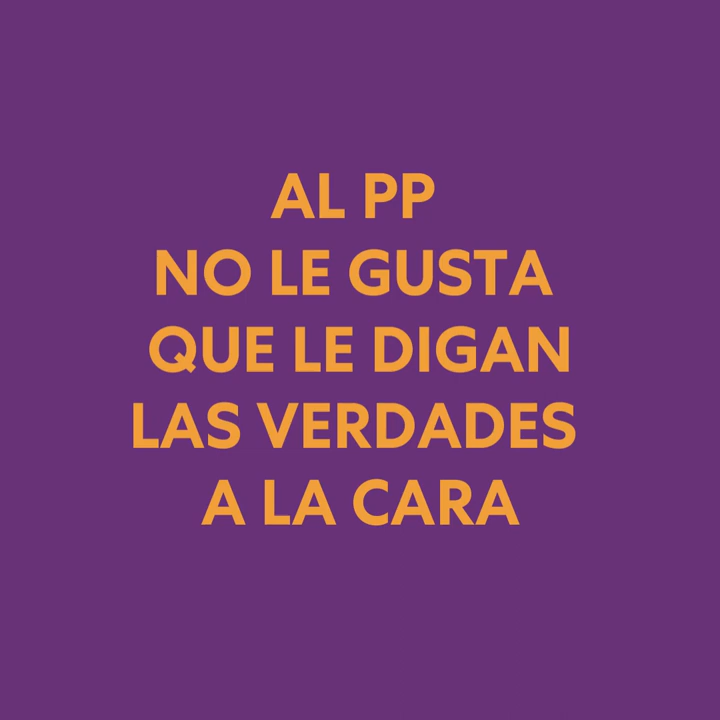 AL PP
NO LE GUSTA
QUE LE DIGAN
LAS VERDADES
A LA CARA